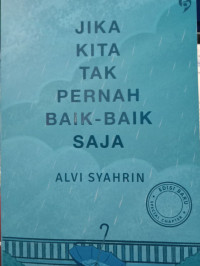 JIKA
KITA
TAK
PERNAH
BAIK-BAIK
SAJA
ALVI SYAHRIN
EDISI BARU